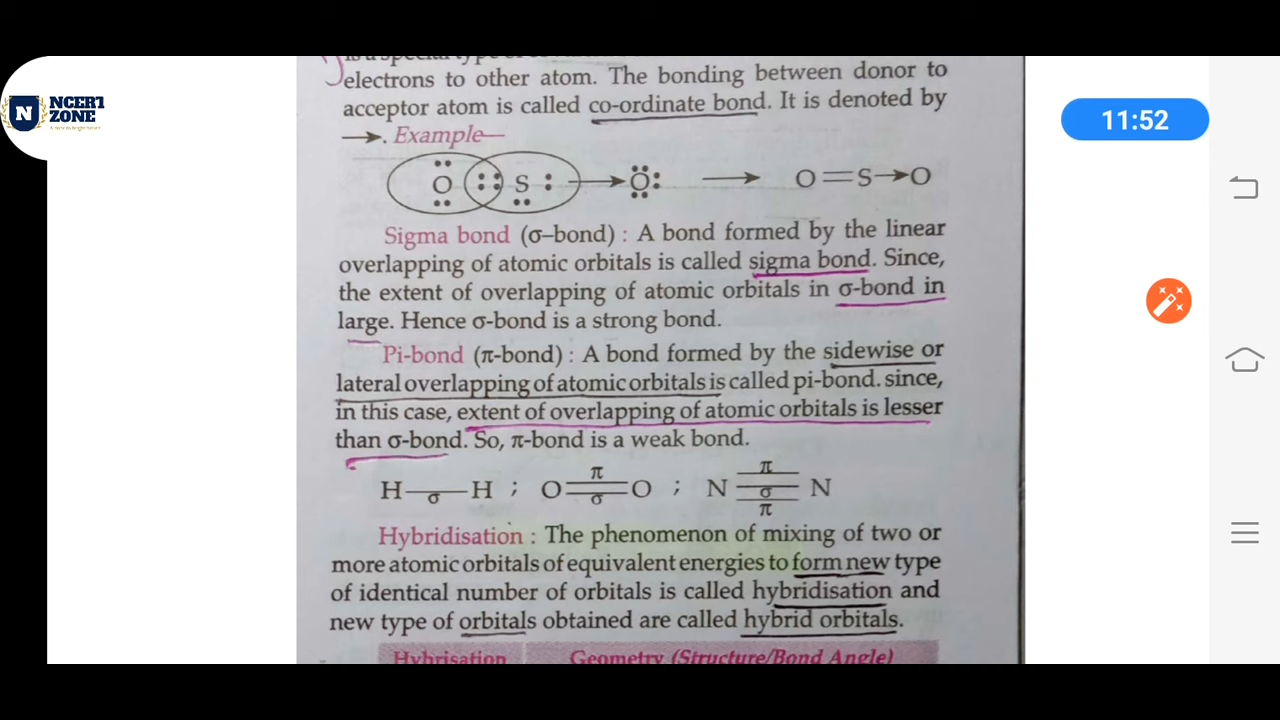 NCERT
ZONE
11:52
electrons to other atom. The bonding between donor to
acceptor atom is called co-ordinate bond. It is denoted by
→. Example—
O :: S : → O : → O=S→O
Sigma bond (σ–bond) : A bond formed by the linear
overlapping of atomic orbitals is called sigma bond. Since,
the extent of overlapping of atomic orbitals in σ-bond in
large. Hence σ-bond is a strong bond.
Pi-bond (π-bond) : A bond formed by the sidewise or
lateral overlapping of atomic orbitals is called pi-bond. since,
in this case, extent of overlapping of atomic orbitals is lesser
than σ-bond. So, π-bond is a weak bond.
H—σ—H ; O π σ O ; N π σ π N
Hybridisation : The phenomenon of mixing of two or
more atomic orbitals of equivalent energies to form new type
of identical number of orbitals is called hybridisation and
new type of orbitals obtained are called hybrid orbitals.
Hybrisation Geometry (Structure/Bond Angle)